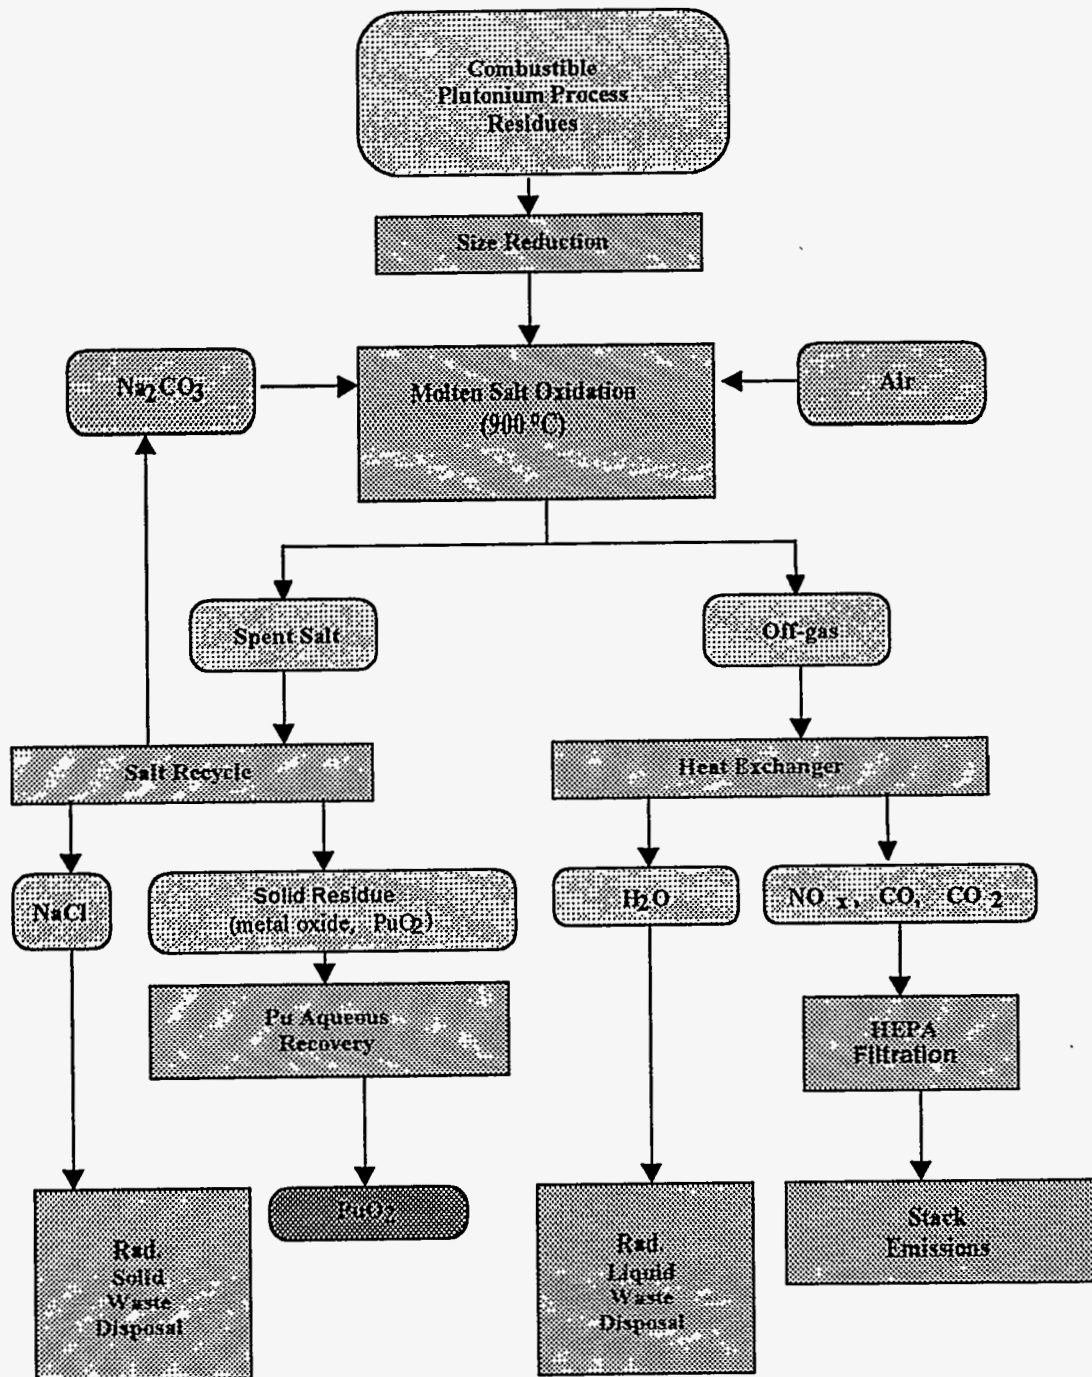 Combustible
Plutonium Process
Residues
Size Reduction
Na₂CO₃
Molten Salt Oxidation
(900 °C)
Air
Spent Salt
Off-gas
Salt Recycle
Heat Exchanger
NaCl
Solid Residue
(metal oxide, PuO₂)
H₂O
NOₓ, CO, CO₂
Pu Aqueous
Recovery
HEPA
Filtration
Rad.
Solid
Waste
Disposal
PuO₂
Rad.
Liquid
Waste
Disposal
Stack
Emissions